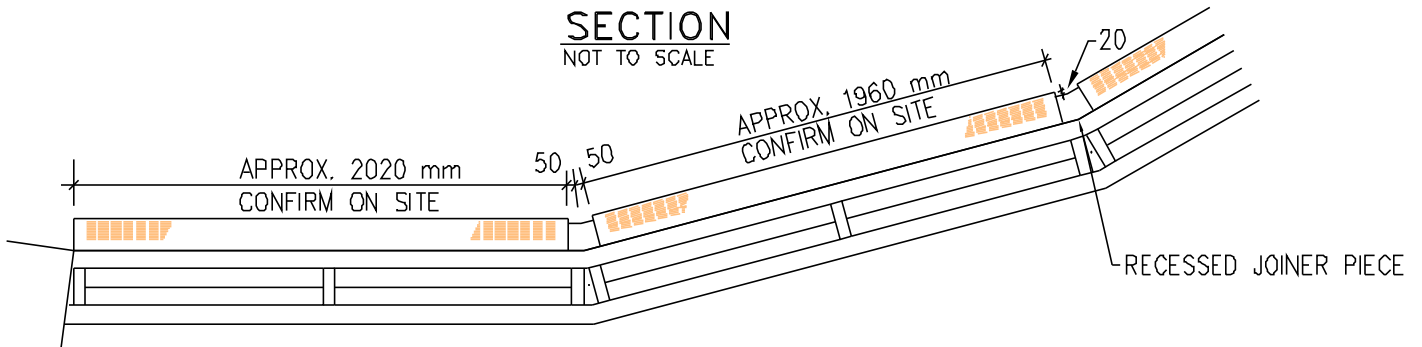 SECTION
NOT TO SCALE
20
APPROX. 1960 mm
CONFIRM ON SITE
50
50
APPROX. 2020 mm
CONFIRM ON SITE
RECESSED JOINER PIECE